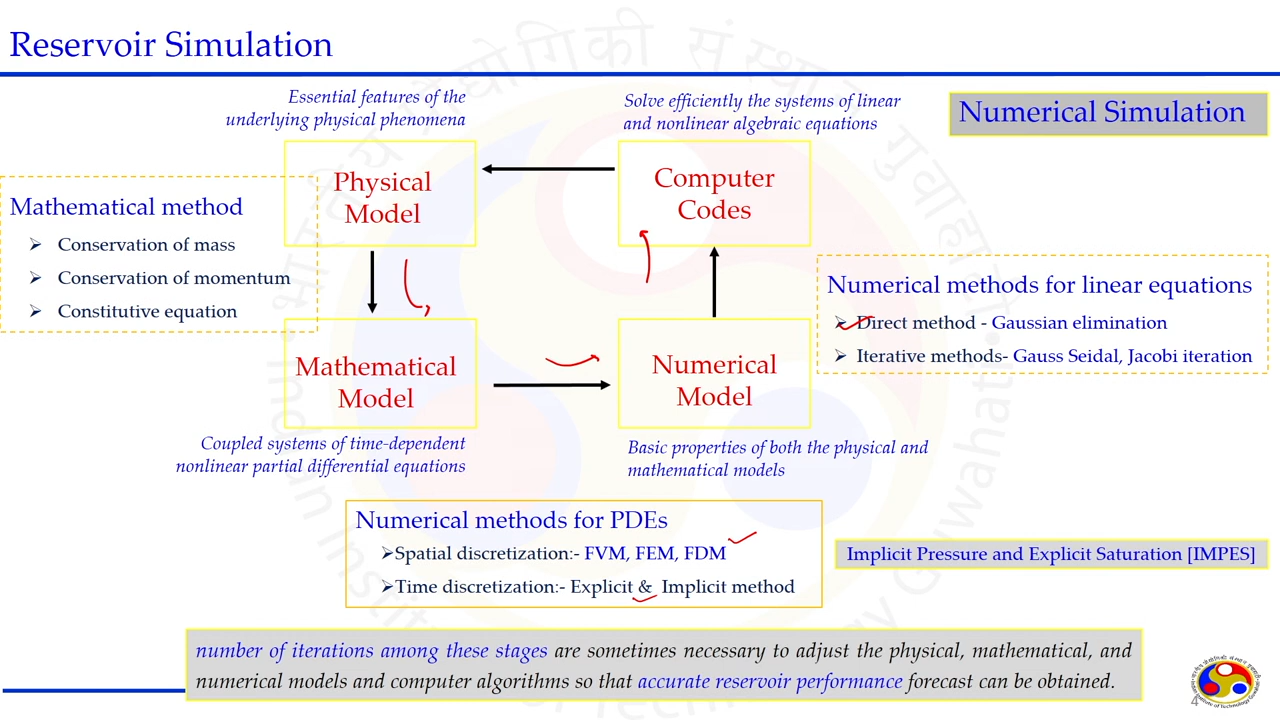 Reservoir Simulation
Essential features of the
underlying physical phenomena
Solve efficiently the systems of linear
and nonlinear algebraic equations
Numerical Simulation
Physical
Model
Computer
Codes
Mathematical method
➢ Conservation of mass
➢ Conservation of momentum
➢ Constitutive equation
Numerical methods for linear equations
➢ Direct method - Gaussian elimination
➢ Iterative methods- Gauss Seidal, Jacobi iteration
Mathematical
Model
Numerical
Model
Coupled systems of time-dependent
nonlinear partial differential equations
Basic properties of both the physical and
mathematical models
Numerical methods for PDEs
➢Spatial discretization:- FVM, FEM, FDM
➢Time discretization:- Explicit & Implicit method
Implicit Pressure and Explicit Saturation [IMPES]
number of iterations among these stages are sometimes necessary to adjust the physical, mathematical, and
numerical models and computer algorithms so that accurate reservoir performance forecast can be obtained.
4